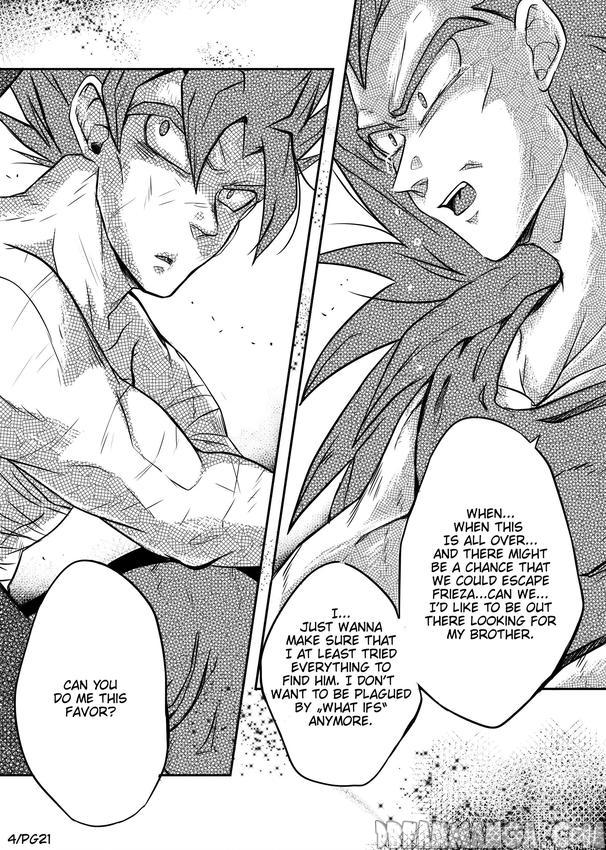 WHEN...
WHEN THIS
IS ALL OVER...
AND THERE MIGHT
BE A CHANCE THAT
WE COULD ESCAPE
FRIEZA...CAN WE...
I'D LIKE TO BE OUT
THERE LOOKING FOR
MY BROTHER.
I...
JUST WANNA
MAKE SURE THAT
I AT LEAST TRIED
EVERYTHING TO
FIND HIM. I DON'T
WANT TO BE PLAGUED
BY „WHAT IFS“
ANYMORE.
CAN YOU
DO ME THIS
FAVOR?
4/PG21